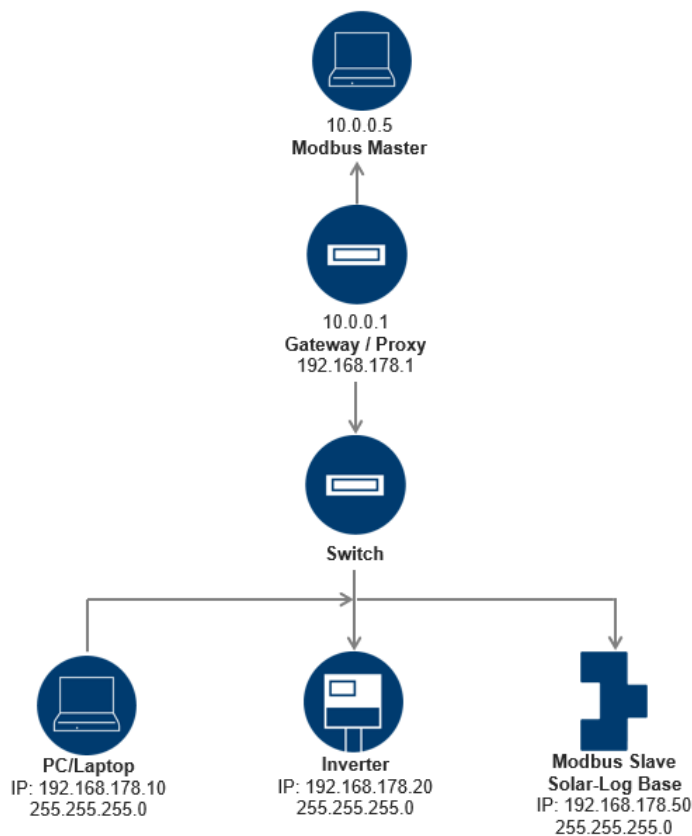 10.0.0.5
Modbus Master
10.0.0.1
Gateway / Proxy
192.168.178.1
Switch
PC/Laptop
IP: 192.168.178.10
255.255.255.0
Inverter
IP: 192.168.178.20
255.255.255.0
Modbus Slave
Solar-Log Base
IP: 192.168.178.50
255.255.255.0